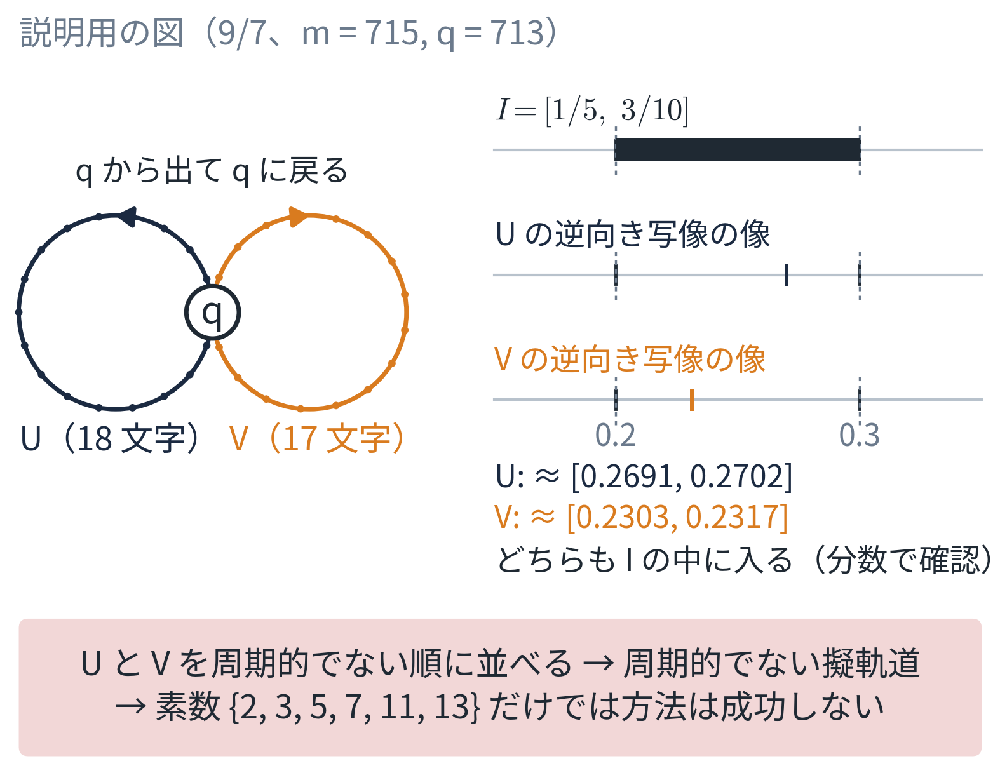 説明用の図（9/7、m = 715, q = 713）
q から出て q に戻る
q
U（18 文字）
V（17 文字）
I = [1/5, 3/10]
U の逆向き写像の像
V の逆向き写像の像
0.2
0.3
U: ≈ [0.2691, 0.2702]
V: ≈ [0.2303, 0.2317]
どちらも I の中に入る（分数で確認）
U と V を周期的でない順に並べる → 周期的でない擬軌道
→ 素数 {2, 3, 5, 7, 11, 13} だけでは方法は成功しない